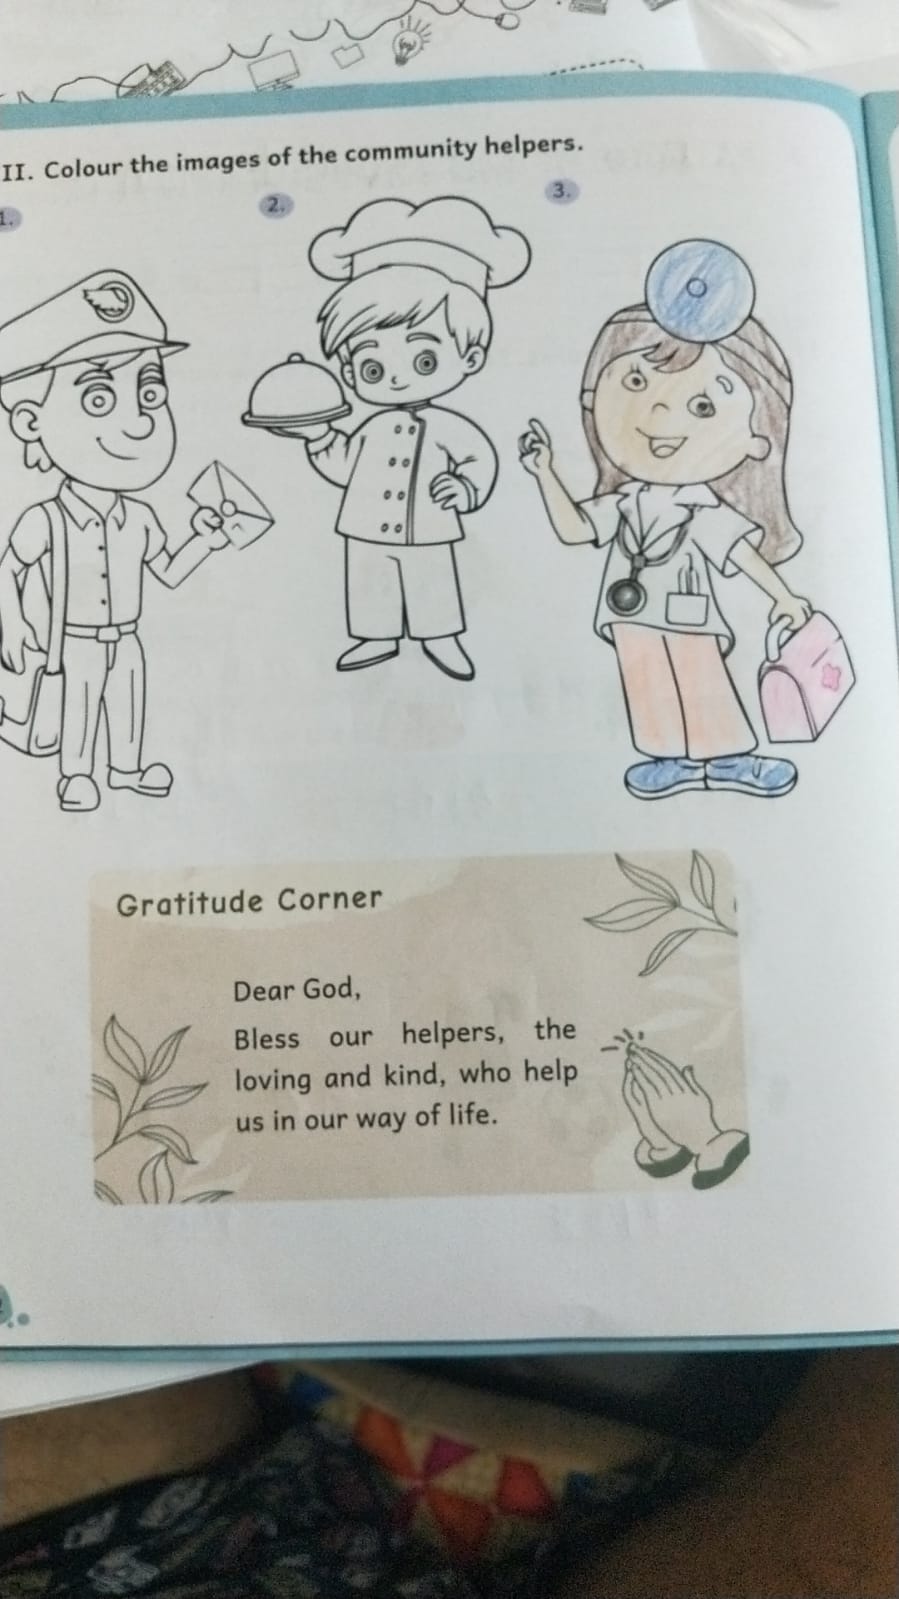 II. Colour the images of the community helpers.
1.
2.
3.
Gratitude Corner
Dear God,
Bless our helpers, the
loving and kind, who help
us in our way of life.